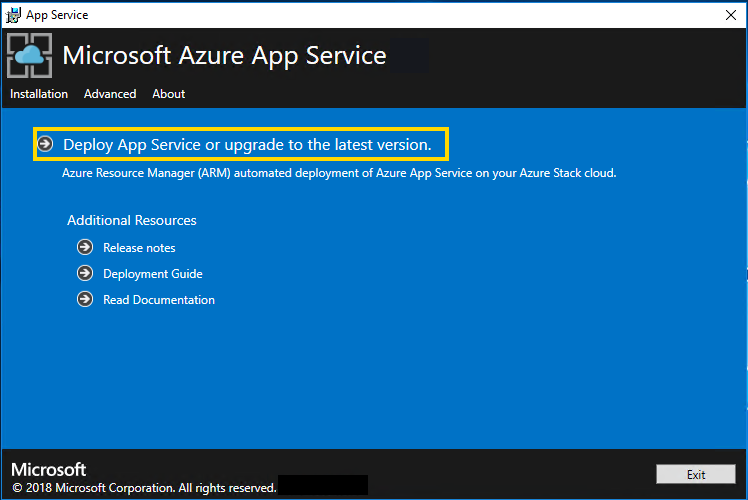 App Service
Microsoft Azure App Service
Installation Advanced About
Deploy App Service or upgrade to the latest version.
Azure Resource Manager (ARM) automated deployment of Azure App Service on your Azure Stack cloud.
Additional Resources
Release notes
Deployment Guide
Read Documentation
Microsoft
© 2018 Microsoft Corporation. All rights reserved.
Exit